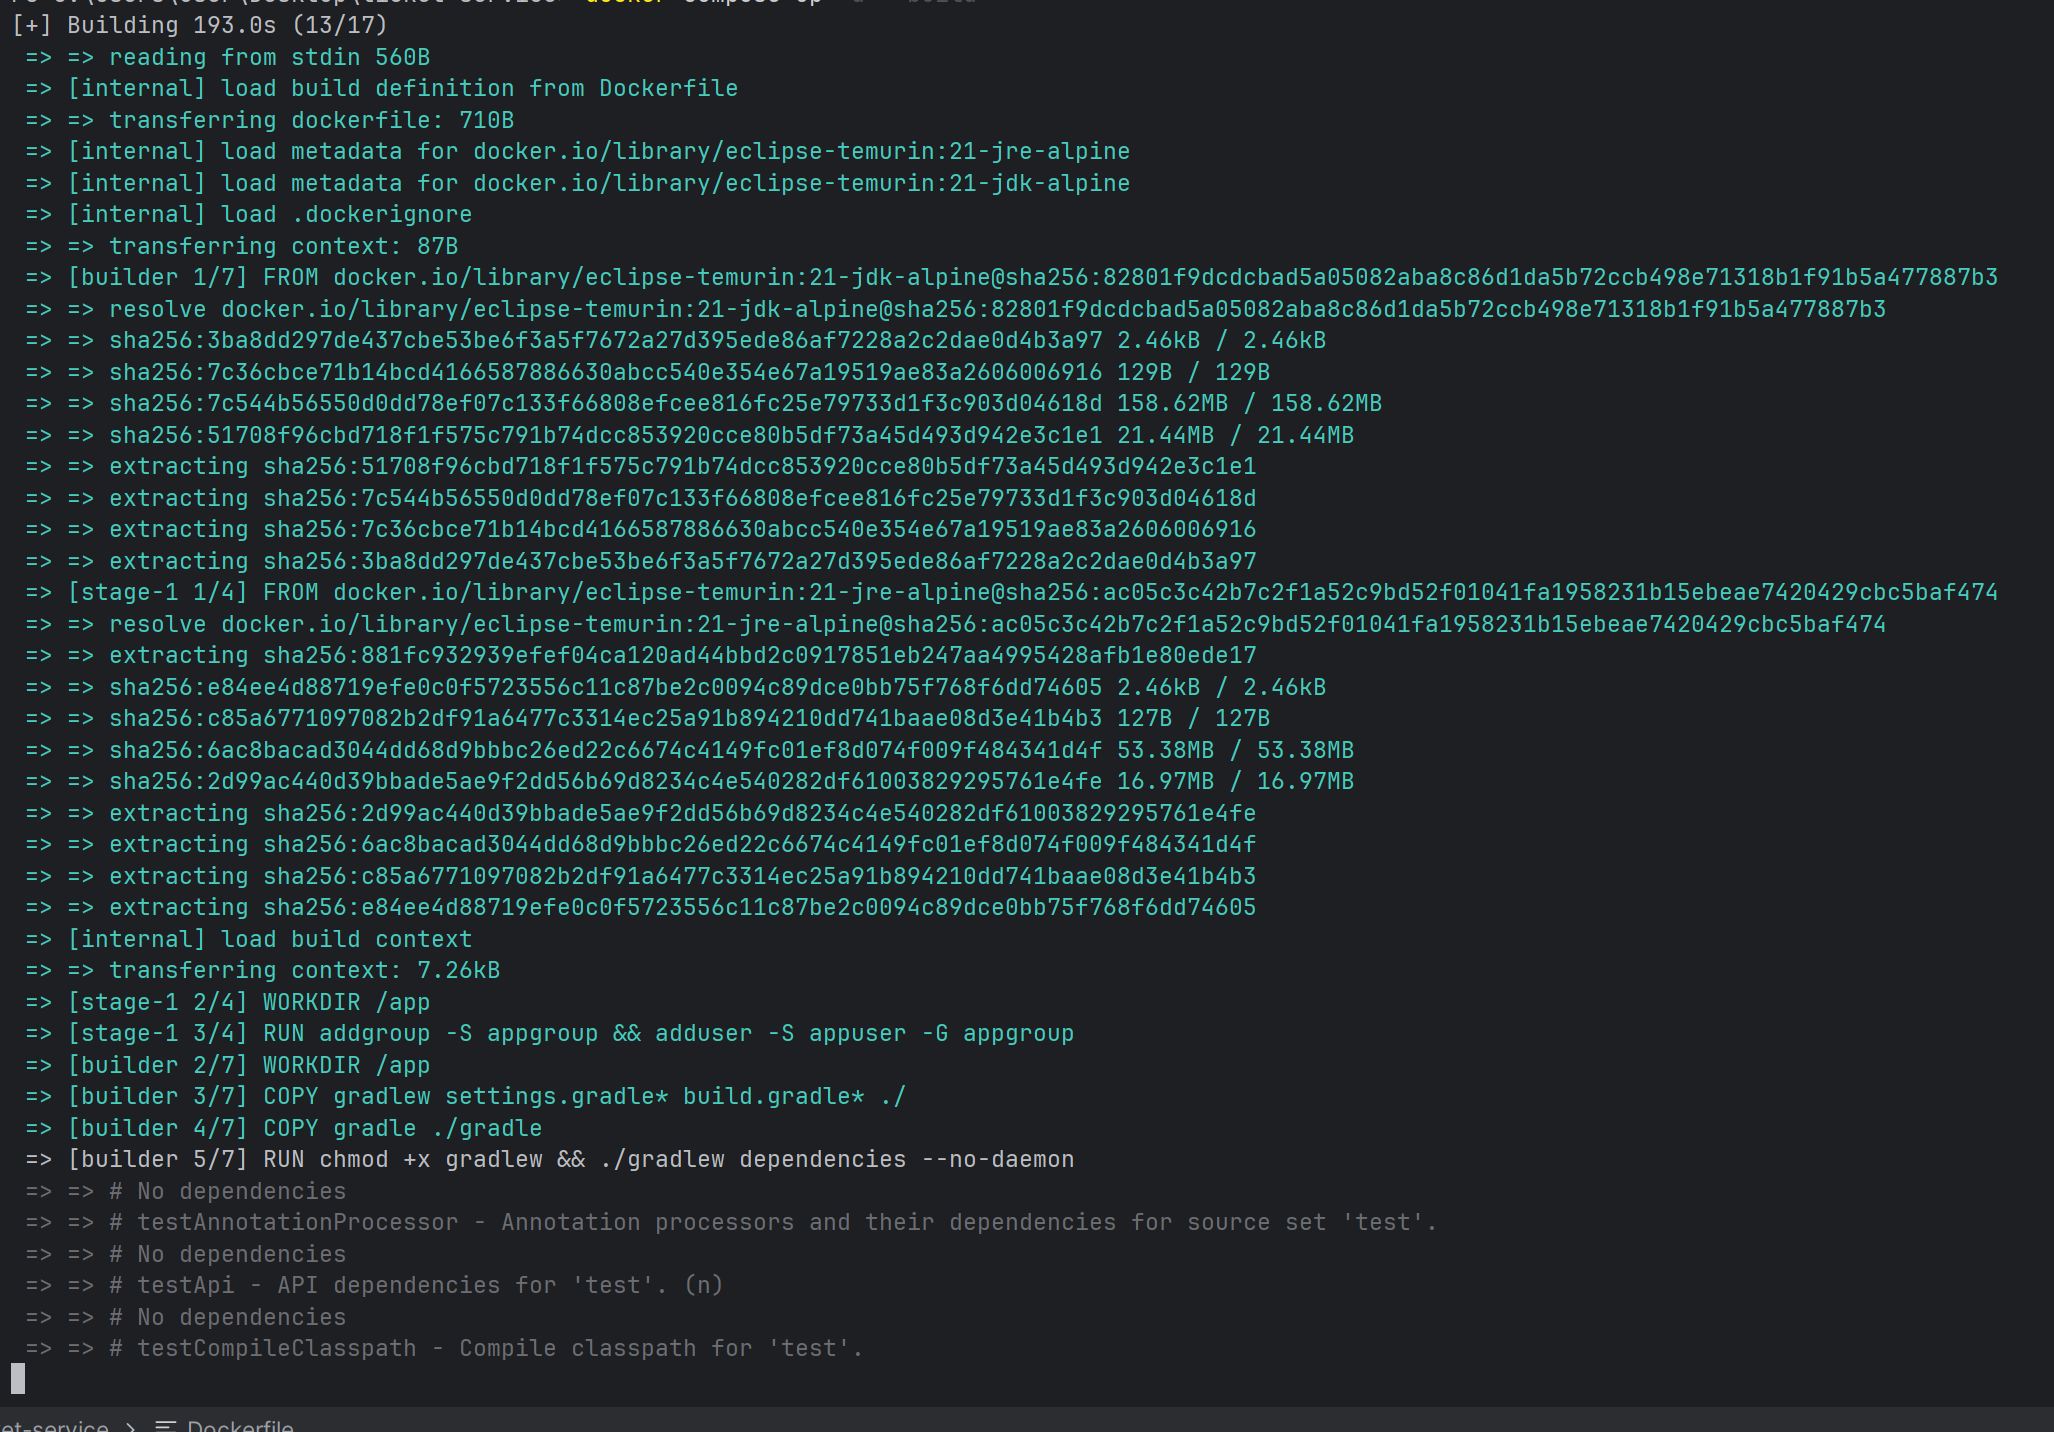 [+] Building 193.0s (13/17)
=> => reading from stdin 560B
=> [internal] load build definition from Dockerfile
=> => transferring dockerfile: 710B
=> [internal] load metadata for docker.io/library/eclipse-temurin:21-jre-alpine
=> [internal] load metadata for docker.io/library/eclipse-temurin:21-jdk-alpine
=> [internal] load .dockerignore
=> => transferring context: 87B
=> [builder 1/7] FROM docker.io/library/eclipse-temurin:21-jdk-alpine@sha256:82801f9dcdcbad5a05082aba8c86d1da5b72ccb498e71318b1f91b5a477887b3
=> => resolve docker.io/library/eclipse-temurin:21-jdk-alpine@sha256:82801f9dcdcbad5a05082aba8c86d1da5b72ccb498e71318b1f91b5a477887b3
=> => sha256:3ba8dd297de437cbe53be6f3a5f7672a27d395ede86af7228a2c2dae0d4b3a97 2.46kB / 2.46kB
=> => sha256:7c36cbce71b14bcd4166587886630abcc540e354e67a19519ae83a2606006916 129B / 129B
=> => sha256:7c544b56550d0dd78ef07c133f66808efcee816fc25e79733d1f3c903d04618d 158.62MB / 158.62MB
=> => sha256:51708f96cbd718f1f575c791b74dcc853920cce80b5df73a45d493d942e3c1e1 21.44MB / 21.44MB
=> => extracting sha256:51708f96cbd718f1f575c791b74dcc853920cce80b5df73a45d493d942e3c1e1
=> => extracting sha256:7c544b56550d0dd78ef07c133f66808efcee816fc25e79733d1f3c903d04618d
=> => extracting sha256:7c36cbce71b14bcd4166587886630abcc540e354e67a19519ae83a2606006916
=> => extracting sha256:3ba8dd297de437cbe53be6f3a5f7672a27d395ede86af7228a2c2dae0d4b3a97
=> [stage-1 1/4] FROM docker.io/library/eclipse-temurin:21-jre-alpine@sha256:ac05c3c42b7c2f1a52c9bd52f01041fa1958231b15ebeae7420429cbc5baf474
=> => resolve docker.io/library/eclipse-temurin:21-jre-alpine@sha256:ac05c3c42b7c2f1a52c9bd52f01041fa1958231b15ebeae7420429cbc5baf474
=> => extracting sha256:881fc932939efef04ca120ad44bbd2c0917851eb247aa4995428afb1e80ede17
=> => sha256:e84ee4d88719efe0c0f5723556c11c87be2c0094c89dce0bb75f768f6dd74605 2.46kB / 2.46kB
=> => sha256:c85a6771097082b2df91a6477c3314ec25a91b894210dd741baae08d3e41b4b3 127B / 127B
=> => sha256:6ac8bacad3044dd68d9bbbc26ed22c6674c4149fc01ef8d074f009f484341d4f 53.38MB / 53.38MB
=> => sha256:2d99ac440d39bbade5ae9f2dd56b69d8234c4e540282df61003829295761e4fe 16.97MB / 16.97MB
=> => extracting sha256:2d99ac440d39bbade5ae9f2dd56b69d8234c4e540282df61003829295761e4fe
=> => extracting sha256:6ac8bacad3044dd68d9bbbc26ed22c6674c4149fc01ef8d074f009f484341d4f
=> => extracting sha256:c85a6771097082b2df91a6477c3314ec25a91b894210dd741baae08d3e41b4b3
=> => extracting sha256:e84ee4d88719efe0c0f5723556c11c87be2c0094c89dce0bb75f768f6dd74605
=> [internal] load build context
=> => transferring context: 7.26kB
=> [stage-1 2/4] WORKDIR /app
=> [stage-1 3/4] RUN addgroup -S appgroup && adduser -S appuser -G appgroup
=> [builder 2/7] WORKDIR /app
=> [builder 3/7] COPY gradlew settings.gradle* build.gradle* ./
=> [builder 4/7] COPY gradle ./gradle
=> [builder 5/7] RUN chmod +x gradlew && ./gradlew dependencies --no-daemon
=> => # No dependencies
=> => # testAnnotationProcessor - Annotation processors and their dependencies for source set 'test'.
=> => # No dependencies
=> => # testApi - API dependencies for 'test'. (n)
=> => # No dependencies
=> => # testCompileClasspath - Compile classpath for 'test'.
et-service > Dockerfile